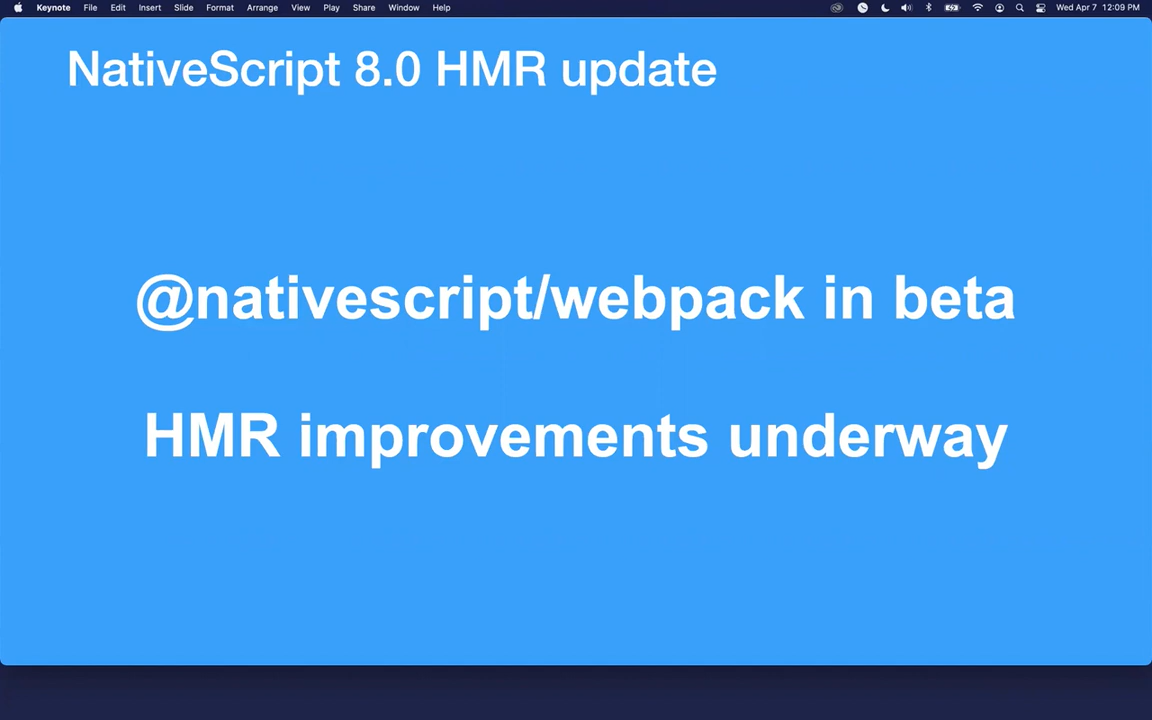 Keynote File Edit Insert Slide Format Arrange View Play Share Window Help Wed Apr 7 12:09 PM
NativeScript 8.0 HMR update
@nativescript/webpack in beta
HMR improvements underway